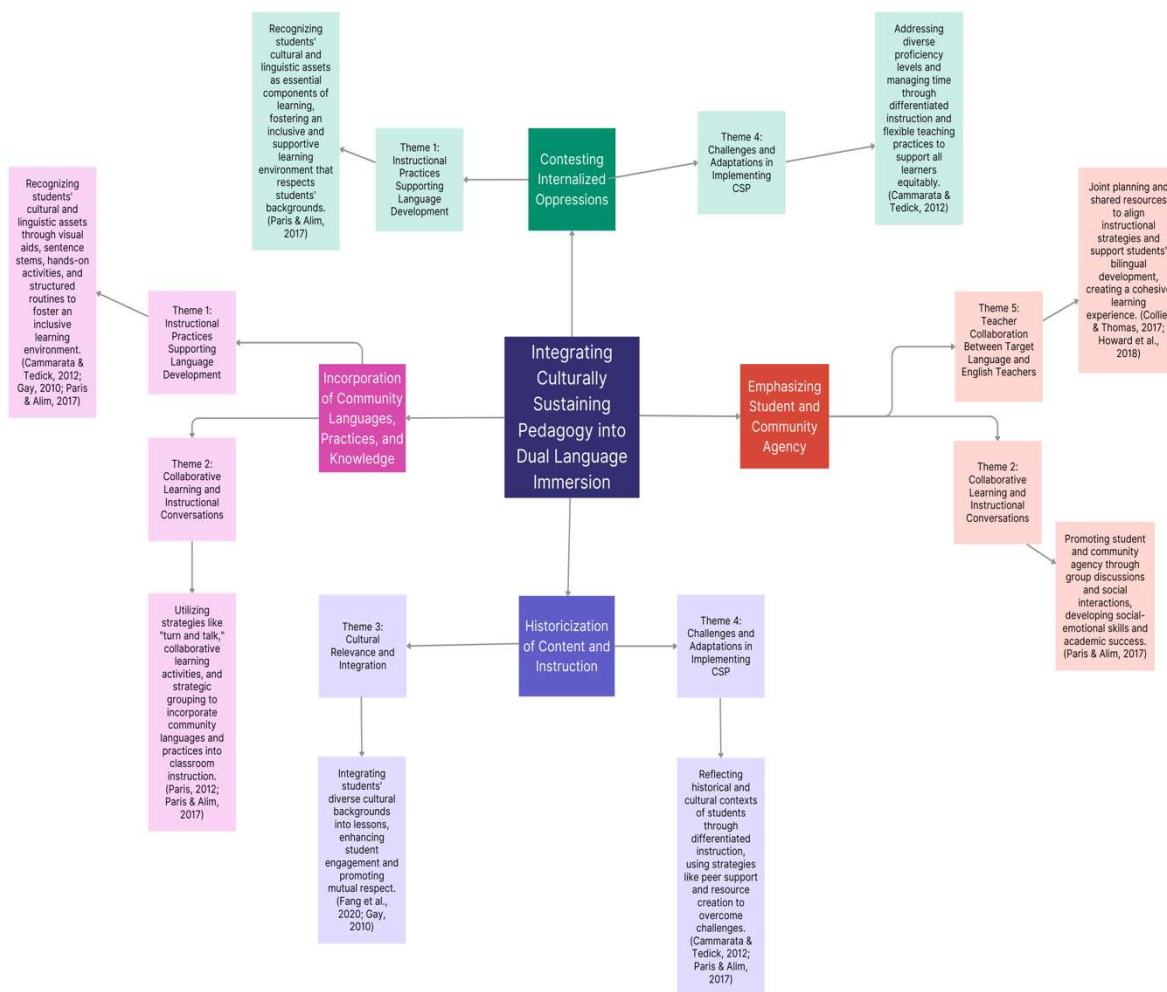 Recognizing
students'
cultural and
linguistic assets
as essential
components of
learning,
fostering an
inclusive and
supportive
learning
environment that
respects
students'
backgrounds.
(Paris & Alim,
2017)
Theme 1:
Instructional
Practices
Supporting
Language
Development
Contesting
Internalized
Oppressions
Theme 4:
Challenges and
Adaptations in
Implementing
CSP
Addressing
diverse
proficiency
levels and
managing time
through
differentiated
instruction and
flexible teaching
practices to
support all
learners
equitably.
(Cammarata &
Tedick, 2012)
Recognizing
students'
cultural and
linguistic assets
through visual
aids, sentence
stems, hands-on
activities, and
structured
routines to
foster an
inclusive
learning
environment.
(Cammarata &
Tedick, 2012;
Gay, 2010; Paris
& Alim, 2017)
Theme 1:
Instructional
Practices
Supporting
Language
Development
Incorporation
of Community
Languages,
Practices, and
Knowledge
Theme 2:
Collaborative
Learning and
Instructional
Conversations
Utilizing
strategies like
"turn and talk,"
collaborative
learning
activities, and
strategic
grouping to
incorporate
community
languages and
practices into
classroom
instruction.
(Paris, 2012;
Paris & Alim,
2017)
Integrating
Culturally
Sustaining
Pedagogy into
Dual Language
Immersion
Emphasizing
Student and
Community
Agency
Theme 5:
Teacher
Collaboration
Between Target
Language and
English Teachers
Joint planning and
shared resources
to align
instructional
strategies and
support students'
bilingual
development,
creating a cohesive
learning
experience. (Collie
& Thomas, 2017;
Howard et al.,
2018)
Theme 2:
Collaborative
Learning and
Instructional
Conversations
Promoting student
and community
agency through
group discussions
and social
interactions,
developing social-
emotional skills and
academic success.
(Paris & Alim, 2017)
Historicization
of Content and
Instruction
Theme 3:
Cultural
Relevance and
Integration
Integrating
students'
diverse cultural
backgrounds
into lessons,
enhancing
student
engagement and
promoting
mutual respect.
(Fang et al.,
2020; Gay,
2010)
Theme 4:
Challenges and
Adaptations in
Implementing
CSP
Reflecting
historical and
cultural contexts
of students
through
differentiated
instruction,
using strategies
like peer support
and resource
creation to
overcome
challenges.
(Cammarata &
Tedick, 2012;
Paris & Alim,
2017)